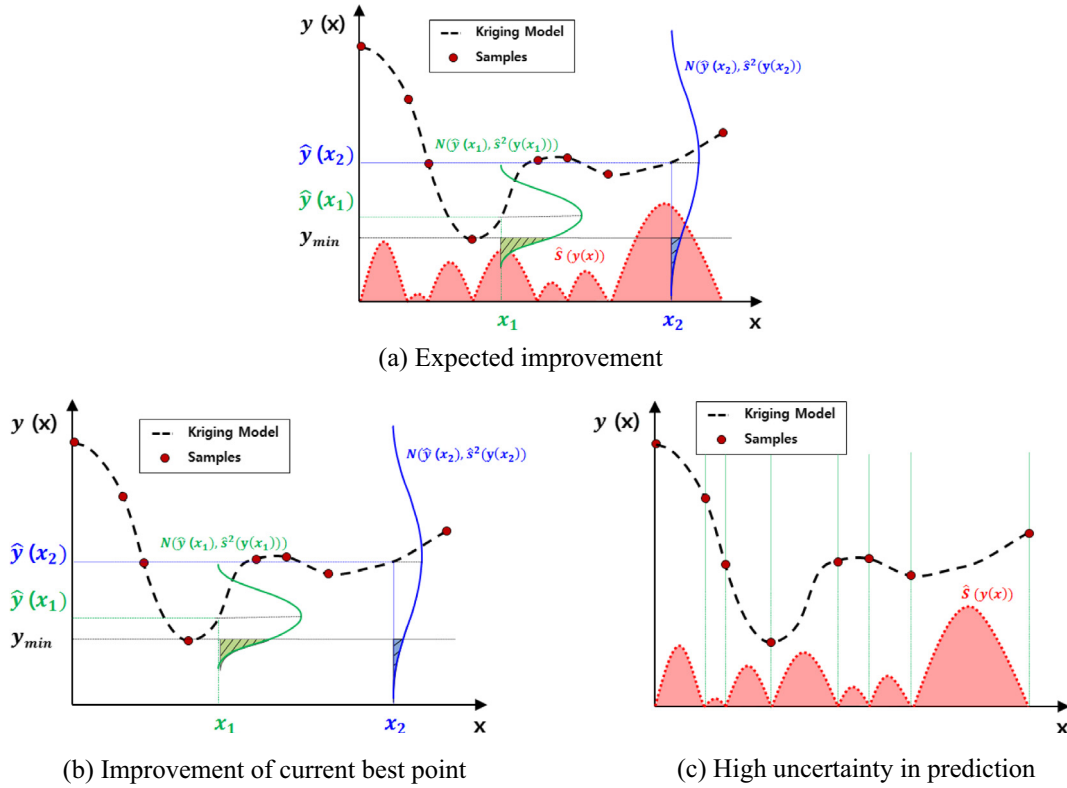 y (x)
Kriging Model
Samples
N(ŷ (x₂), ŝ²(y(x₂))
N(ŷ (x₁), ŝ²(y(x₁)))
ŷ (x₂)
ŷ (x₁)
y_min
ŝ (y(x))
x₁
x₂
x
(a) Expected improvement
y (x)
Kriging Model
Samples
N(ŷ (x₂), ŝ²(y(x₂))
N(ŷ (x₁), ŝ²(y(x₁)))
ŷ (x₂)
ŷ (x₁)
y_min
x₁
x₂
x
(b) Improvement of current best point
y (x)
Kriging Model
Samples
ŝ (y(x))
x
(c) High uncertainty in prediction